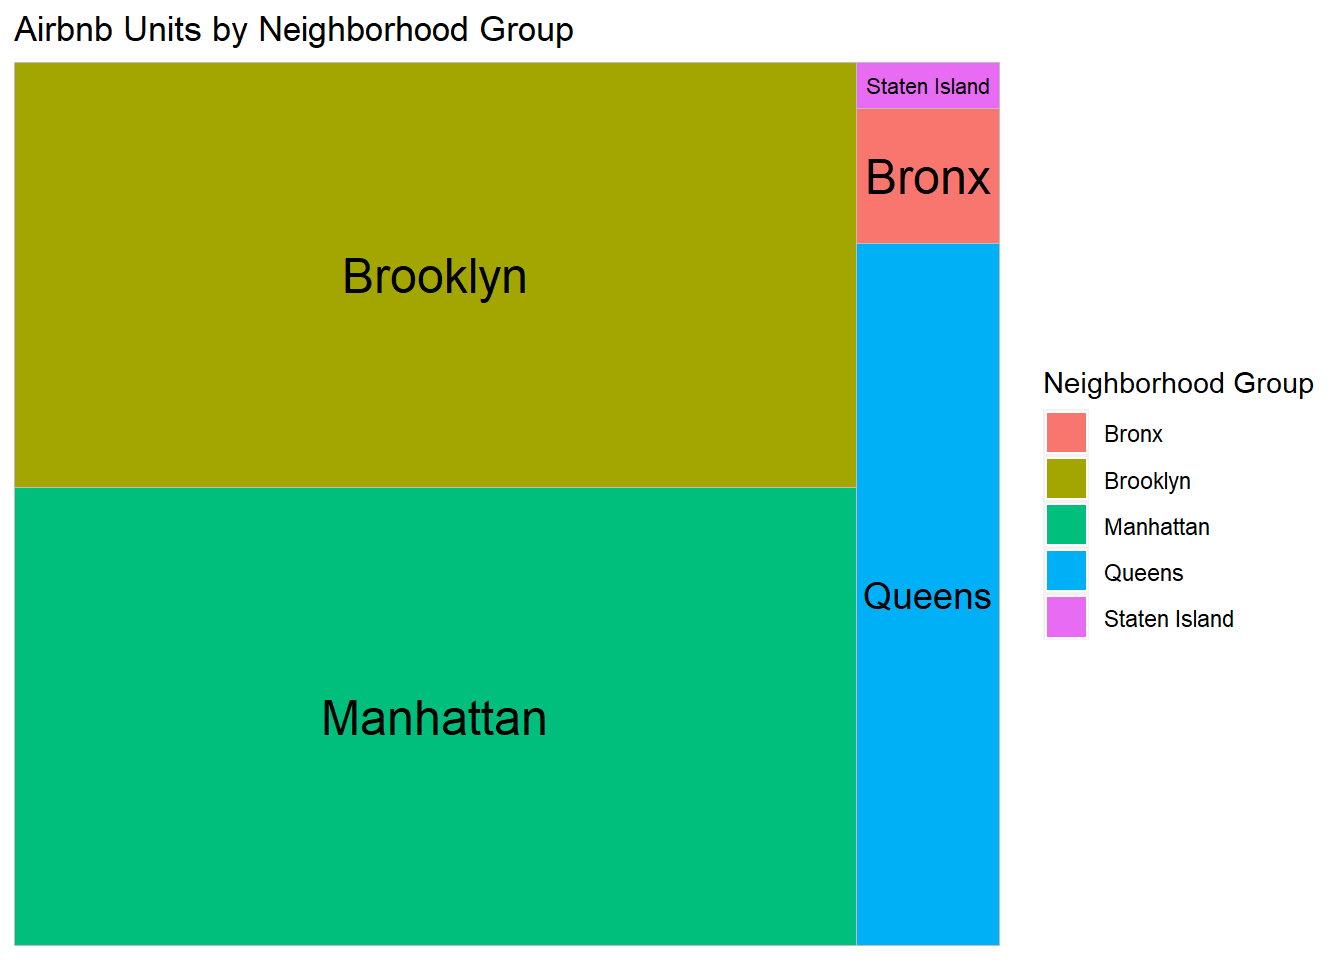 Airbnb Units by Neighborhood Group
Staten Island
Bronx
Brooklyn
Queens
Manhattan
Neighborhood Group
Bronx
Brooklyn
Manhattan
Queens
Staten Island